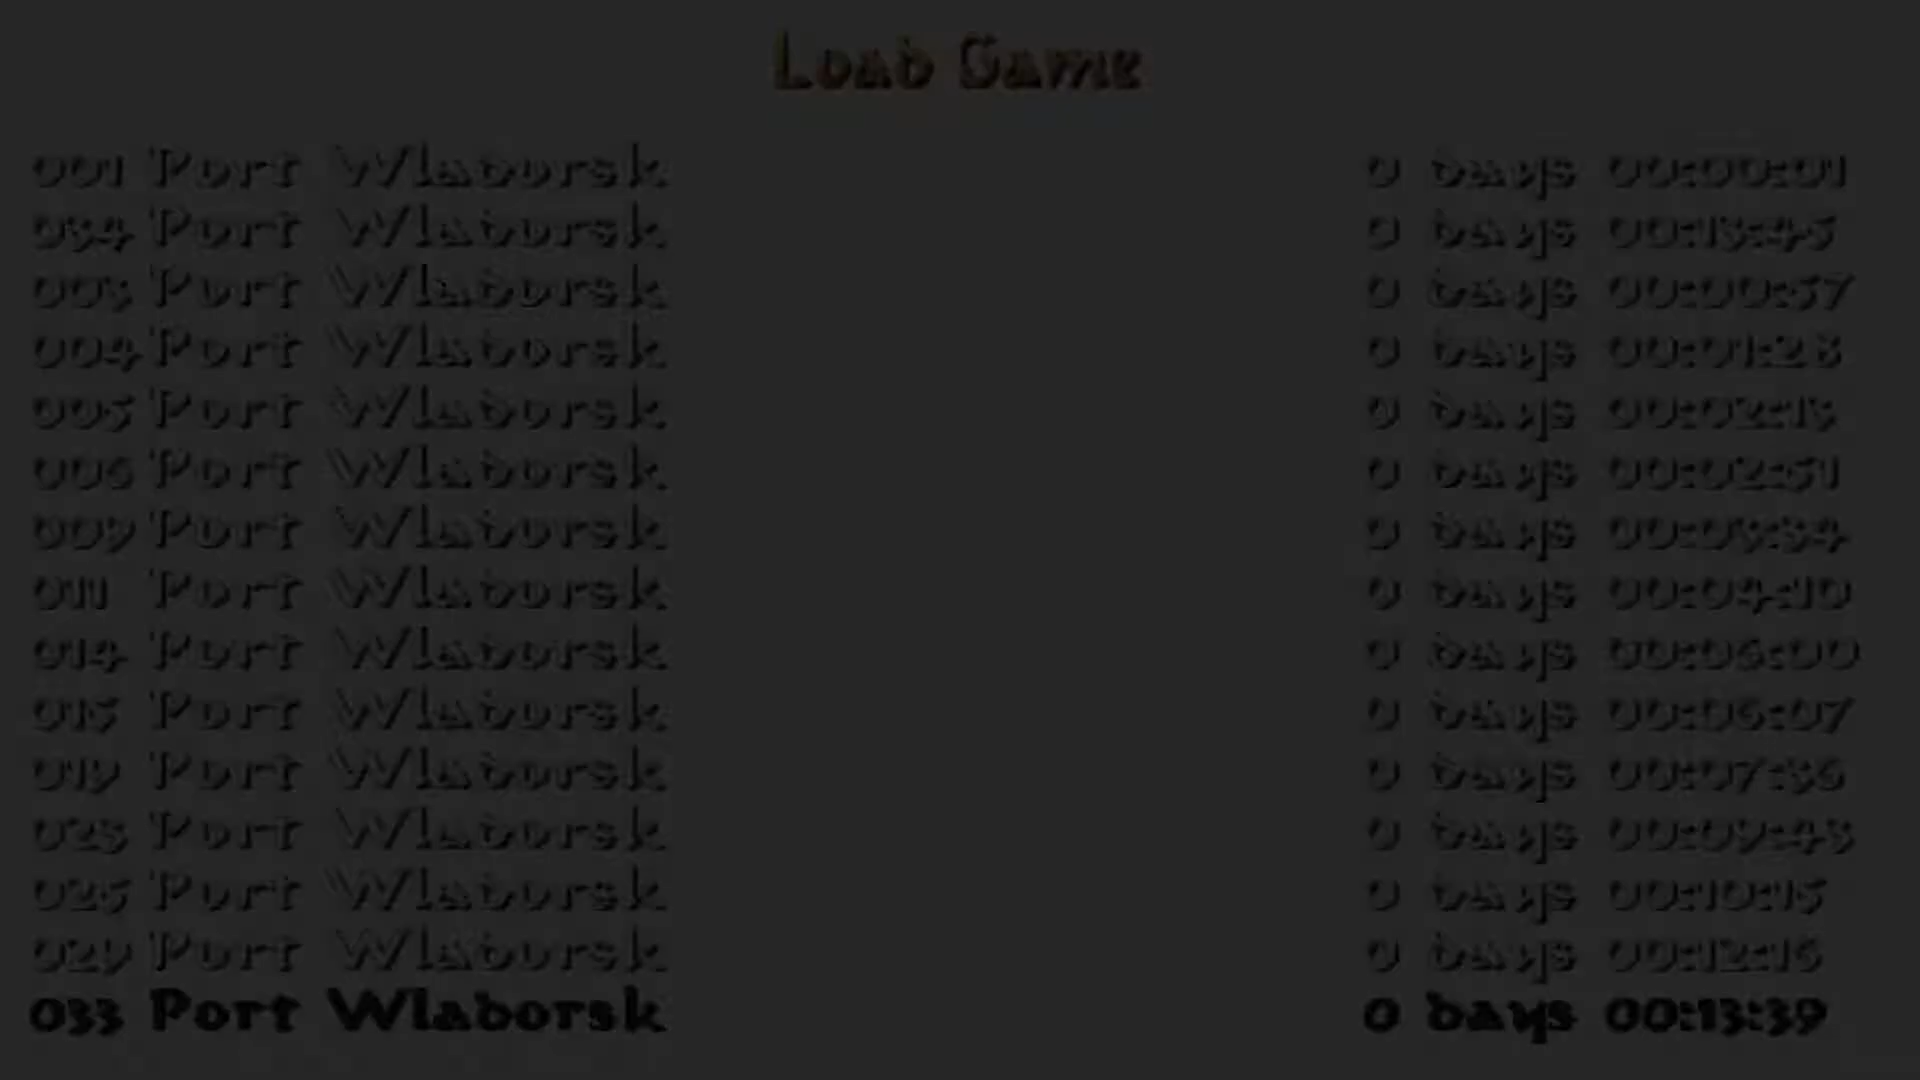 Load Game
001 Port Wlaborsk 0 days 00:00:01
034 Port Wlaborsk 0 days 00:13:45
003 Port Wlaborsk 0 days 00:00:57
004 Port Wlaborsk 0 days 00:01:28
005 Port Wlaborsk 0 days 00:02:13
006 Port Wlaborsk 0 days 00:02:51
009 Port Wlaborsk 0 days 00:03:34
011 Port Wlaborsk 0 days 00:04:10
014 Port Wlaborsk 0 days 00:06:00
015 Port Wlaborsk 0 days 00:06:07
019 Port Wlaborsk 0 days 00:07:36
023 Port Wlaborsk 0 days 00:09:43
025 Port Wlaborsk 0 days 00:10:15
029 Port Wlaborsk 0 days 00:12:16
033 Port Wlaborsk 0 days 00:13:39